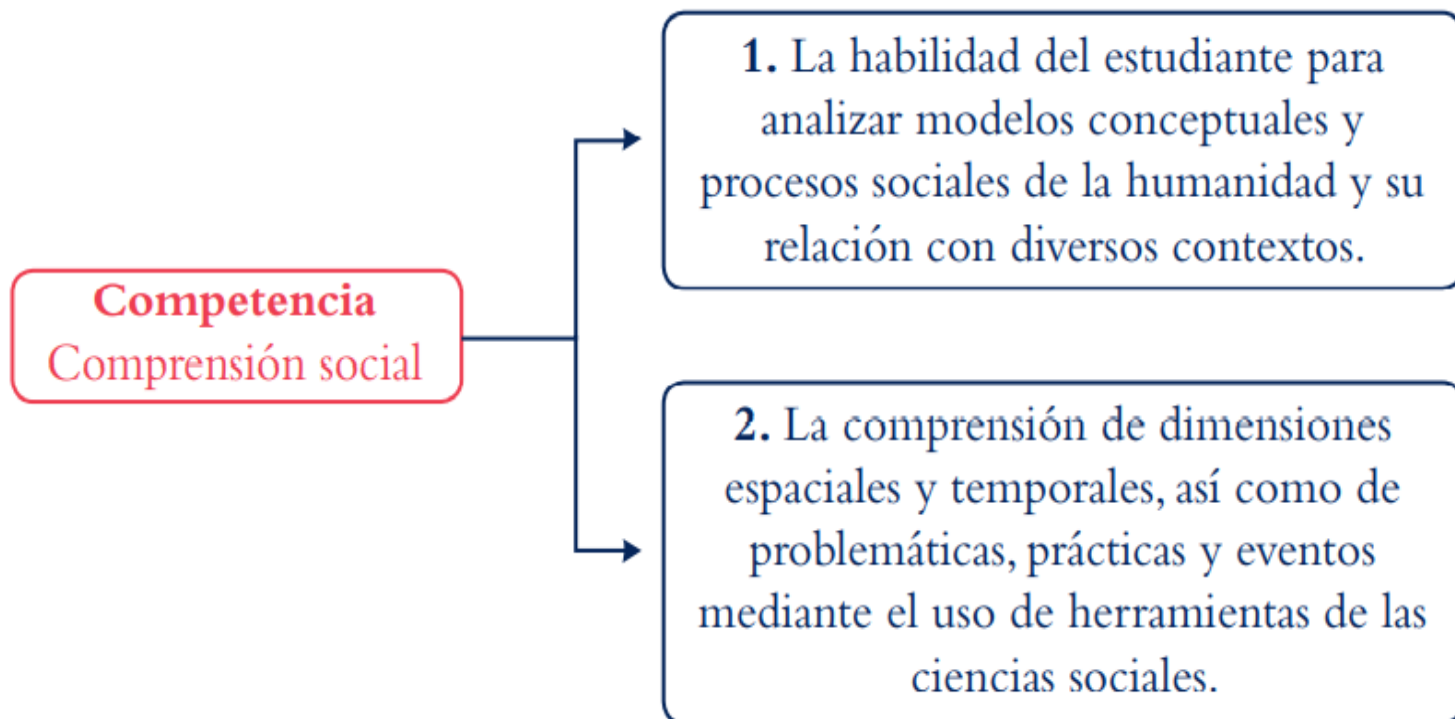 Competencia
Comprensión social
1. La habilidad del estudiante para
analizar modelos conceptuales y
procesos sociales de la humanidad y su
relación con diversos contextos.
2. La comprensión de dimensiones
espaciales y temporales, así como de
problemáticas, prácticas y eventos
mediante el uso de herramientas de las
ciencias sociales.